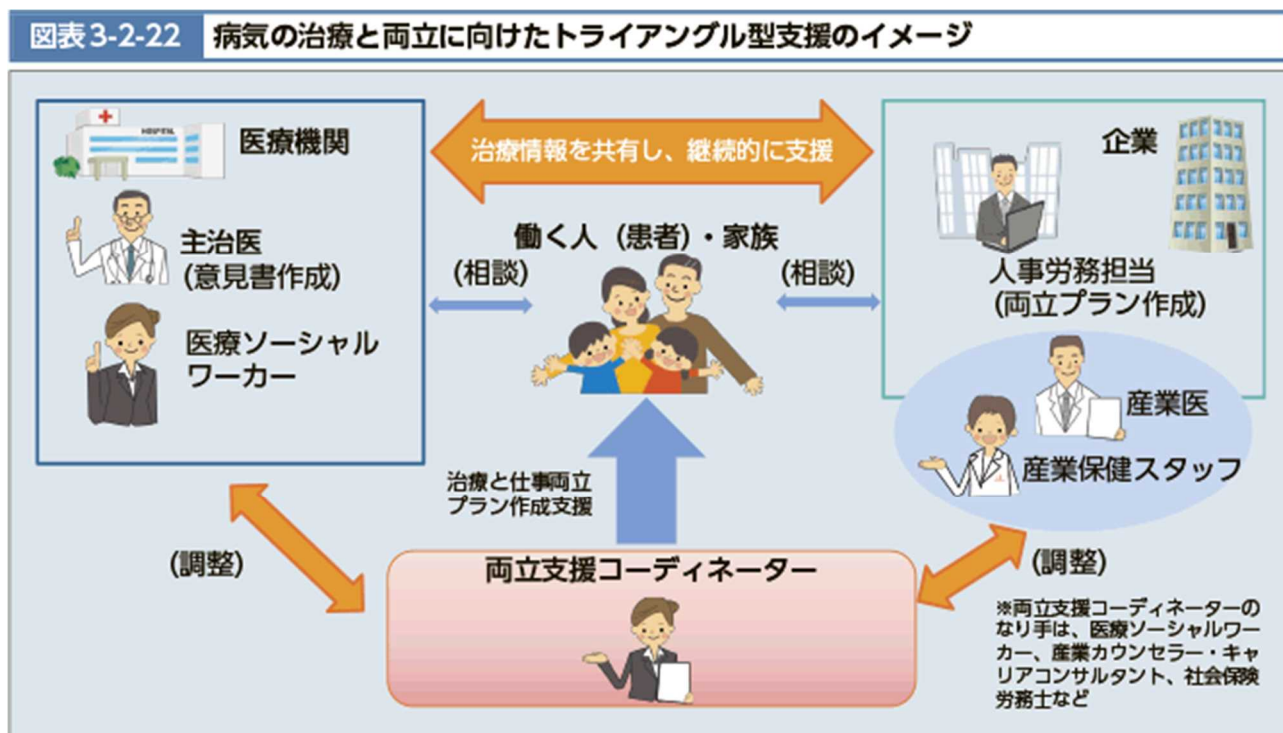 図表3-2-22 病気の治療と両立に向けたトライアングル型支援のイメージ
HOSPITAL
医療機関
主治医
(意見書作成)
医療ソーシャル
ワーカー
治療情報を共有し、継続的に支援
働く人(患者)・家族
(相談)
(相談)
企業
人事労務担当
(両立プラン作成)
産業医
産業保健スタッフ
治療と仕事両立
プラン作成支援
(調整)
両立支援コーディネーター
(調整)
※両立支援コーディネーターの
なり手は、医療ソーシャルワー
カー、産業カウンセラー・キャ
リアコンサルタント、社会保険
労務士など